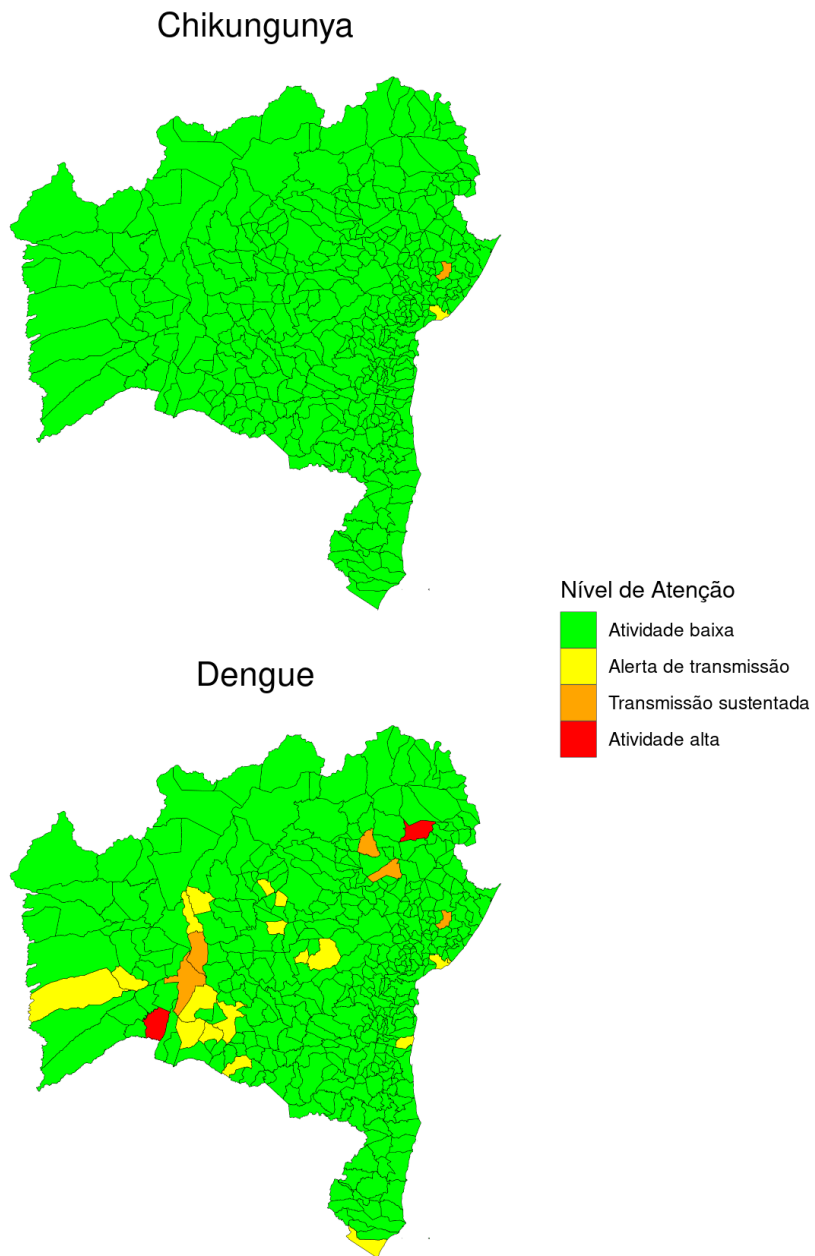 Chikungunya
Nível de Atenção
Atividade baixa
Alerta de transmissão
Transmissão sustentada
Atividade alta
Dengue